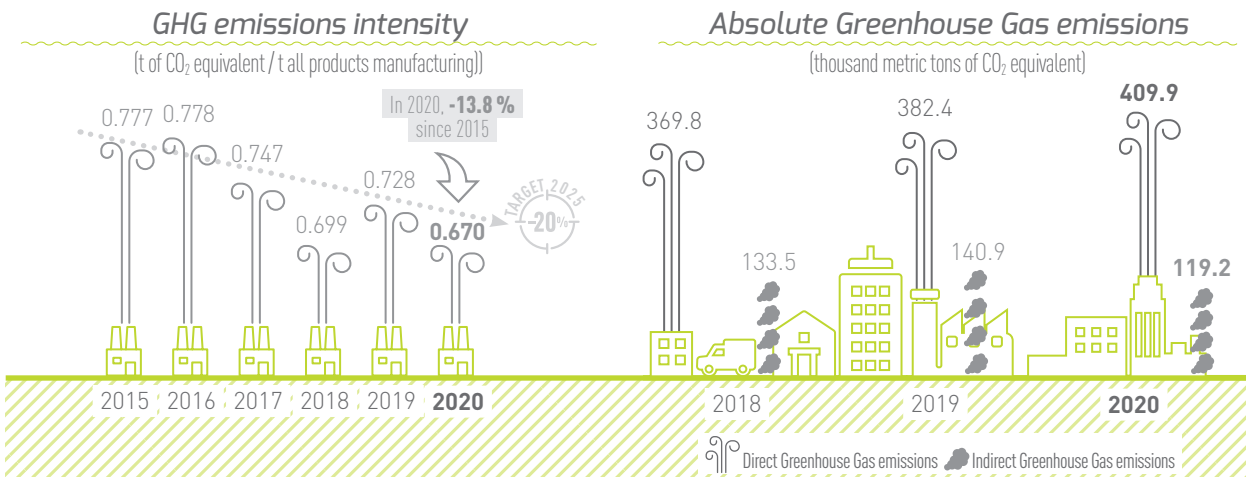 GHG emissions intensity
(t of CO₂ equivalent / t all products manufacturing))
0.777
0.778
0.747
0.699
0.728
0.670
In 2020, -13.8 %
since 2015
TARGET 2025
-20%
2015
2016
2017
2018
2019
2020
Absolute Greenhouse Gas emissions
(thousand metric tons of CO₂ equivalent)
369.8
133.5
382.4
140.9
409.9
119.2
2018
2019
2020
Direct Greenhouse Gas emissions
Indirect Greenhouse Gas emissions